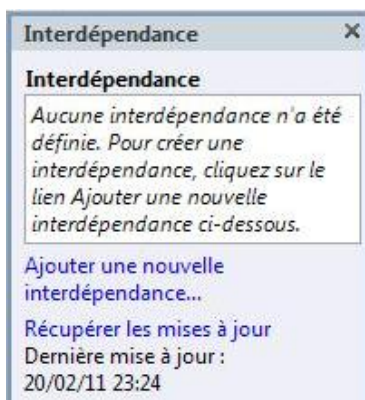 Interdépendance
Interdépendance
Aucune interdépendance n'a été
définie. Pour créer une
interdépendance, cliquez sur le
lien Ajouter une nouvelle
interdépendance ci-dessous.
Ajouter une nouvelle
interdépendance...
Récupérer les mises à jour
Dernière mise à jour :
20/02/11 23:24